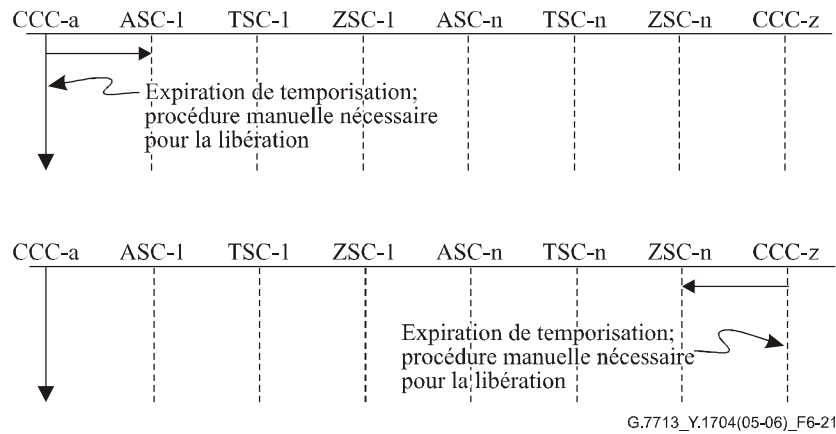 CCC-a ASC-1 TSC-1 ZSC-1 ASC-n TSC-n ZSC-n CCC-z
Expiration de temporisation;
procédure manuelle nécessaire
pour la libération
CCC-a ASC-1 TSC-1 ZSC-1 ASC-n TSC-n ZSC-n CCC-z
Expiration de temporisation;
procédure manuelle nécessaire
pour la libération
G.7713_Y.1704(05-06)_F6-21